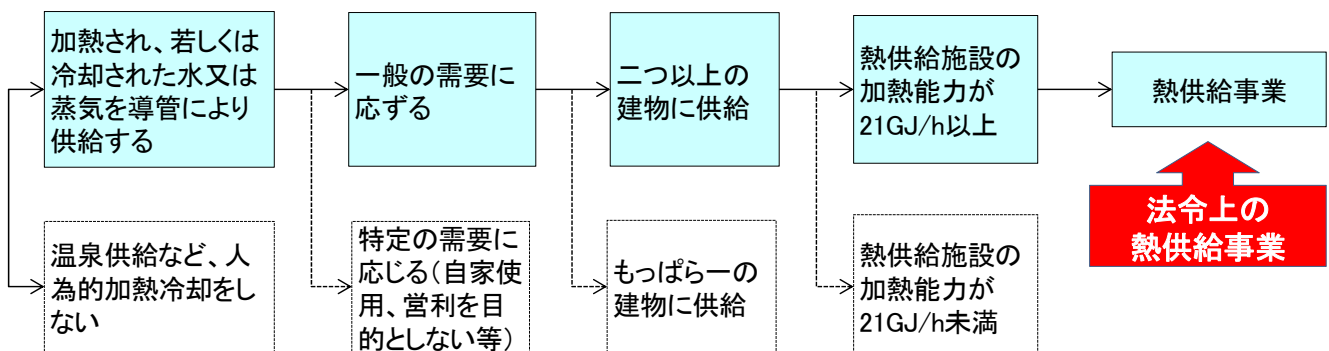 加熱され、若しくは
冷却された水又は
蒸気を導管により
供給する
一般の需要に
応ずる
二つ以上の
建物に供給
熱供給施設の
加熱能力が
21GJ/h以上
熱供給事業
法令上の
熱供給事業
温泉供給など、人
為的加熱冷却をし
ない
特定の需要に
応じる（自家使
用、営利を目
的としない等）
もっぱら一の
建物に供給
熱供給施設の
加熱能力が
21GJ/h未満